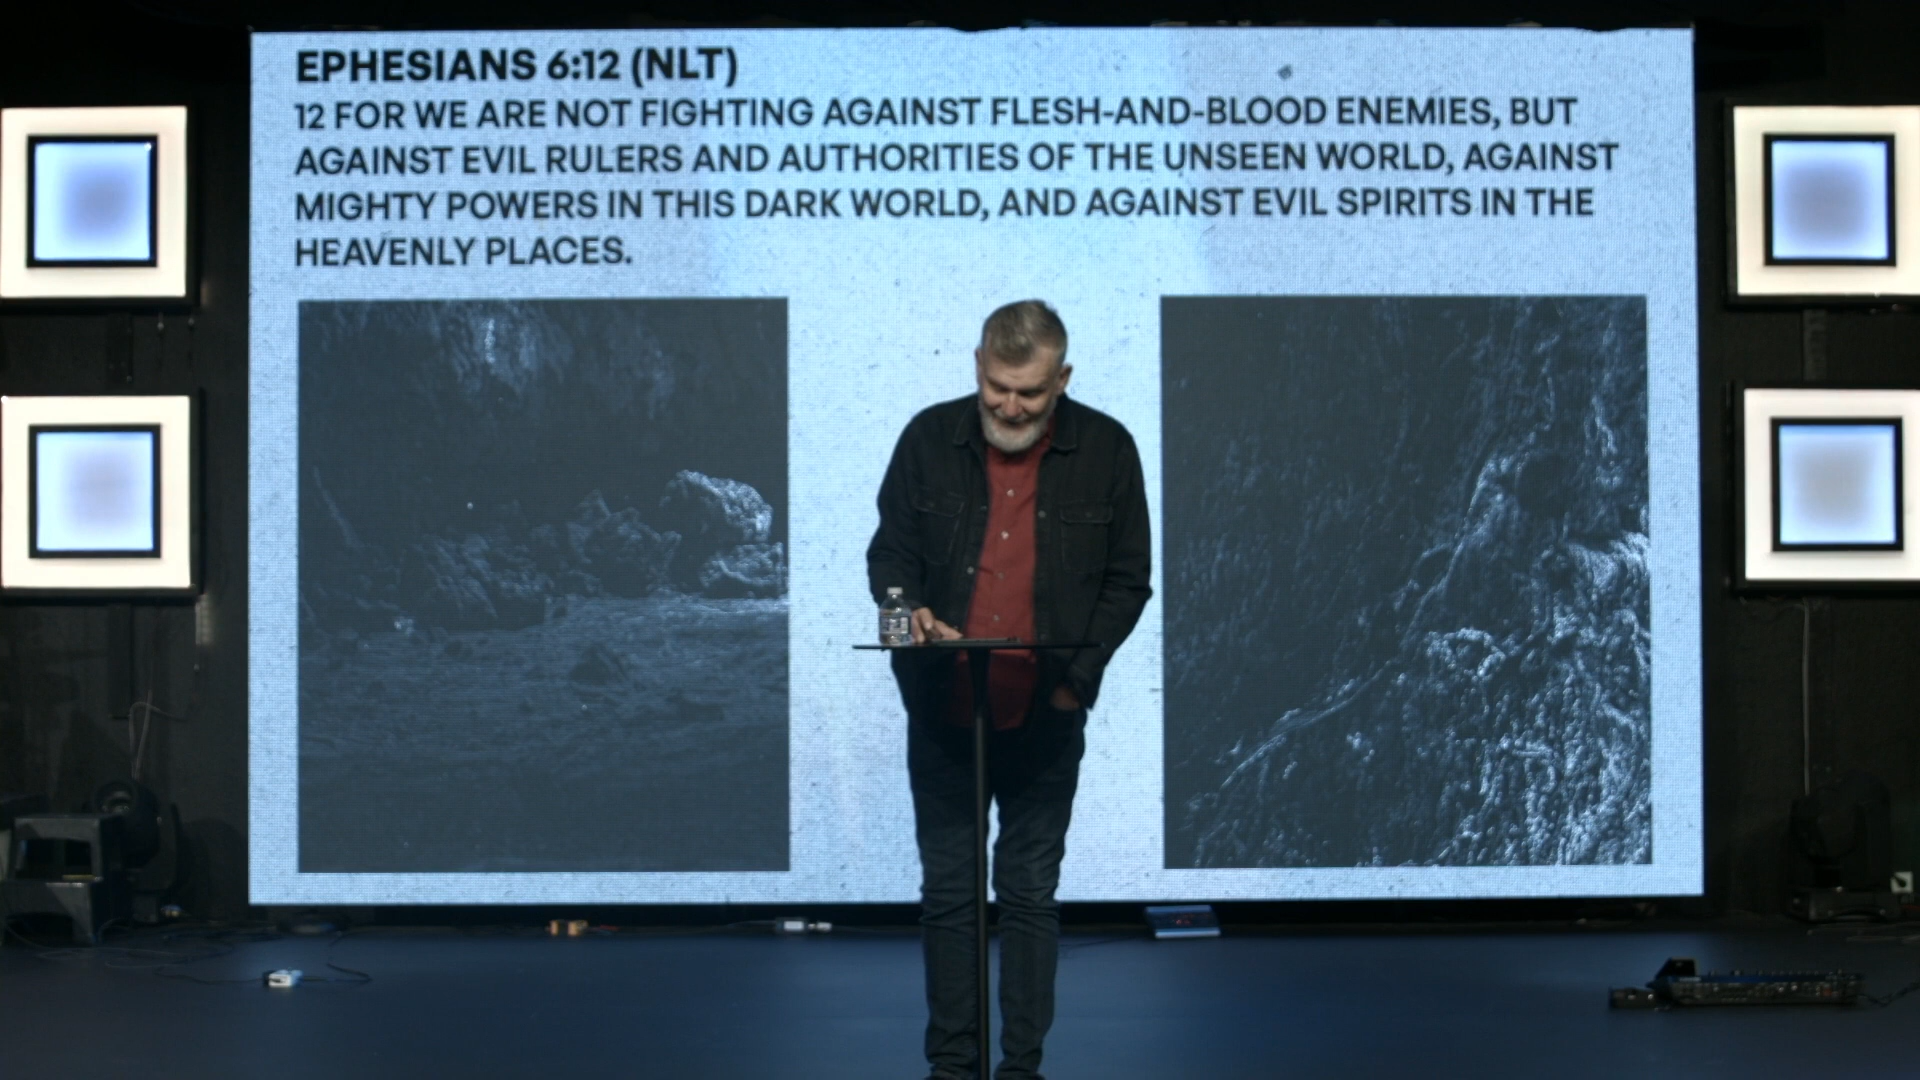 EPHESIANS 6:12 (NLT)
12 FOR WE ARE NOT FIGHTING AGAINST FLESH-AND-BLOOD ENEMIES, BUT
AGAINST EVIL RULERS AND AUTHORITIES OF THE UNSEEN WORLD, AGAINST
MIGHTY POWERS IN THIS DARK WORLD, AND AGAINST EVIL SPIRITS IN THE
HEAVENLY PLACES.